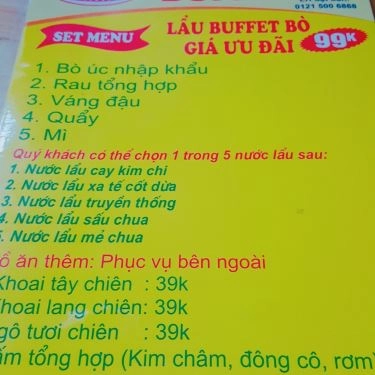 0121 500 6868
LẨU BUFFET BÒ
SET MENU
GIÁ ƯU ĐÃI 99K
1. Bò úc nhập khẩu
2. Rau tổng hợp
3. Váng đậu
4. Quẩy
5. Mì
Quý khách có thể chọn 1 trong 5 nước lẩu sau:
1. Nước lẩu cay kim chi
2. Nước lẩu xa tế cốt dừa
3. Nước lẩu truyền thống
4. Nước lẩu sấu chua
5. Nước lẩu mẻ chua
ồ ăn thêm: Phục vụ bên ngoài
Khoai tây chiên : 39k
Khoai lang chiên: 39k
gô tươi chiên : 39k
ấm tổng hợp (Kim châm, đông cô, rơm)